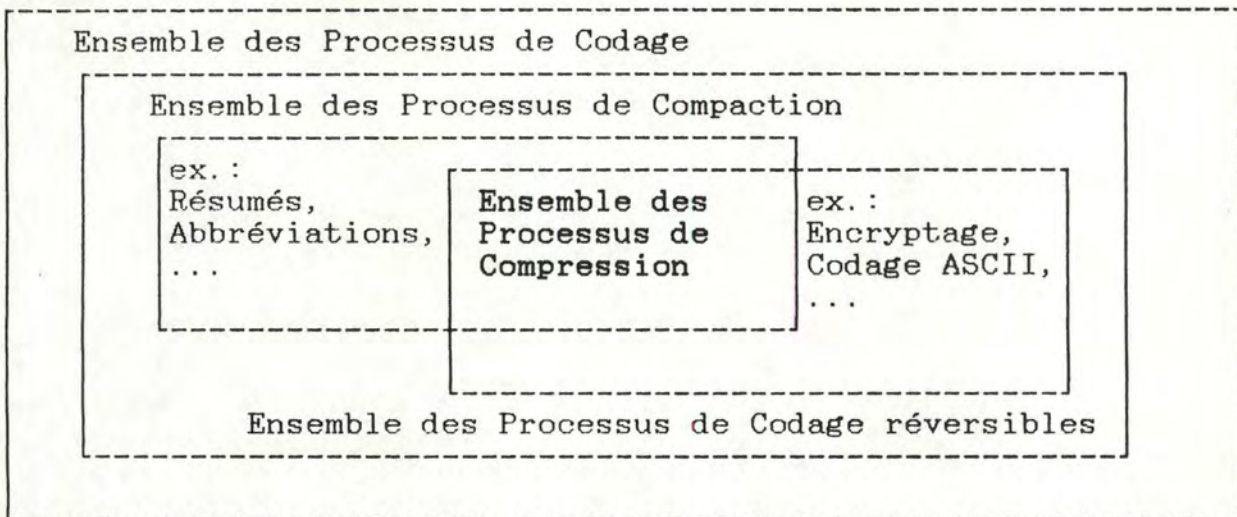 Ensemble des Processus de Codage
Ensemble des Processus de Compaction
ex.:
Résumés,
Abbréviations,
...
Ensemble des
Processus de
Compression
ex.:
Encryptage,
Codage ASCII,
...
Ensemble des Processus de Codage réversibles